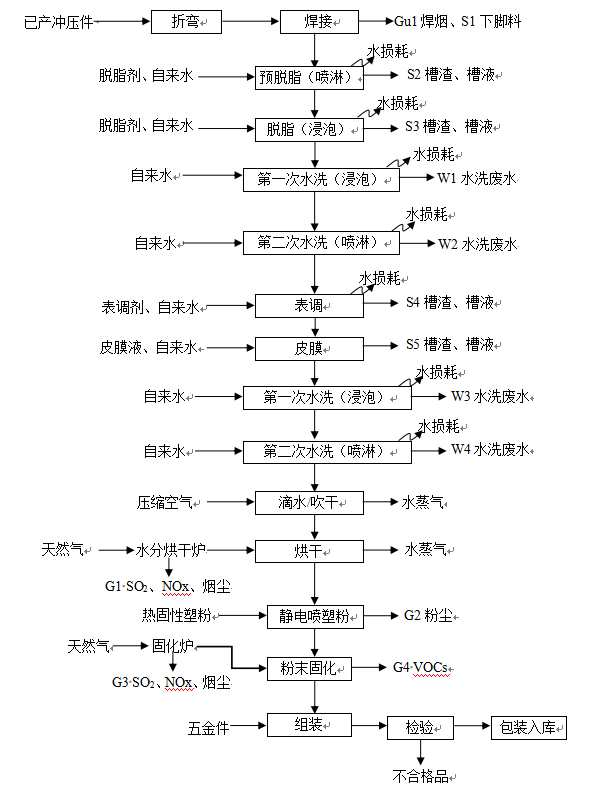 已产冲压件 折弯 焊接 Gu1 焊烟、S1 下脚料
水损耗
脱脂剂、自来水 预脱脂（喷淋） S2 槽渣、槽液
水损耗
脱脂剂、自来水 脱脂（浸泡） S3 槽渣、槽液
水损耗
自来水 第一次水洗（浸泡） W1 水洗废水
水损耗
自来水 第二次水洗（喷淋） W2 水洗废水
水损耗
表调剂、自来水 表调 S4 槽渣、槽液
皮膜液、自来水 皮膜 S5 槽渣、槽液
水损耗
自来水 第一次水洗（浸泡） W3 水洗废水
水损耗
自来水 第二次水洗（喷淋） W4 水洗废水
压缩空气 滴水/吹干 水蒸气
天然气 水分烘干炉 烘干 水蒸气
G1·SO2、NOx、烟尘
热固性塑粉 静电喷塑粉 G2 粉尘
天然气 固化炉
粉末固化 G4·VOCs
G3·SO2、NOx、烟尘
五金件 组装 检验 包装入库
不合格品